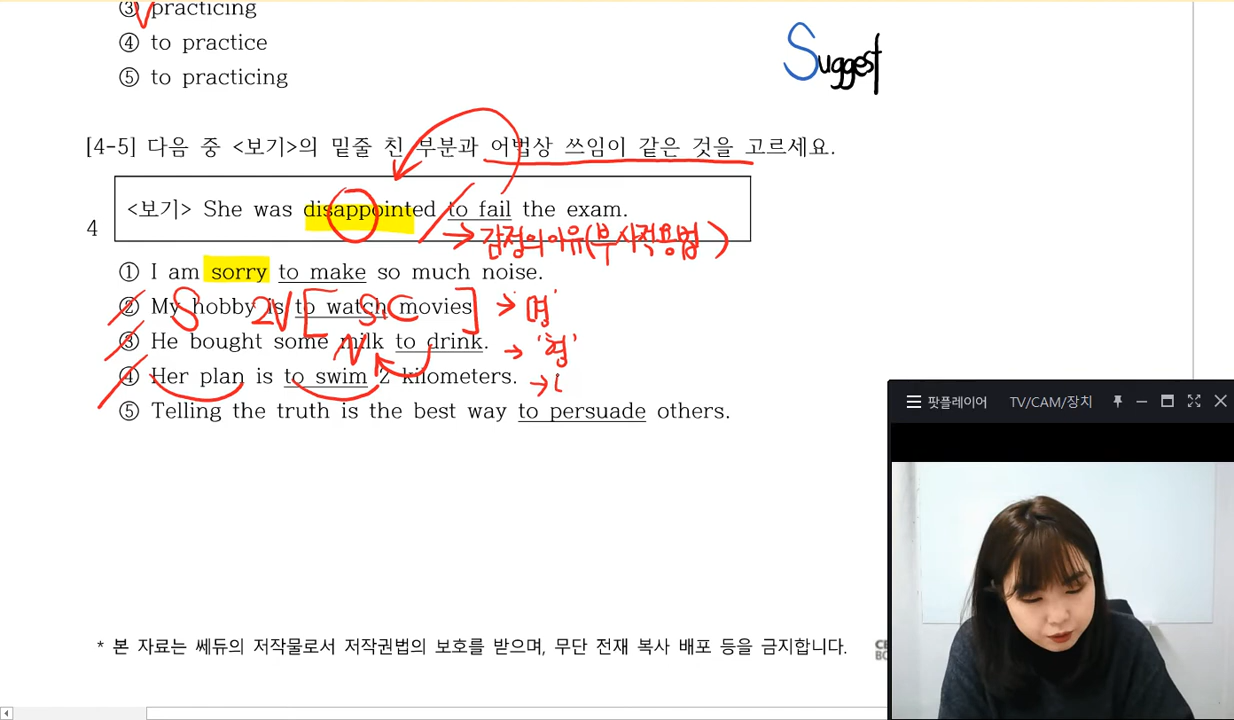 ③ practicing
④ to practice
⑤ to practicing
Suggest
[4-5] 다음 중 <보기>의 밑줄 친 부분과 어법상 쓰임이 같은 것을 고르세요.
4
<보기> She was disappointed to fail the exam.
→ 감정의 이유(부사적용법)
① I am sorry to make so much noise.
② My hobby is to watch movies
S 2V [ SC ] → '명'
③ He bought some milk to drink.
N → '형'
④ Her plan is to swim 2 kilometers.
⑤ Telling the truth is the best way to persuade others.
팟플레이어 TV/CAM/장치
* 본 자료는 쎄듀의 저작물로서 저작권법의 보호를 받으며, 무단 전재 복사 배포 등을 금지합니다.